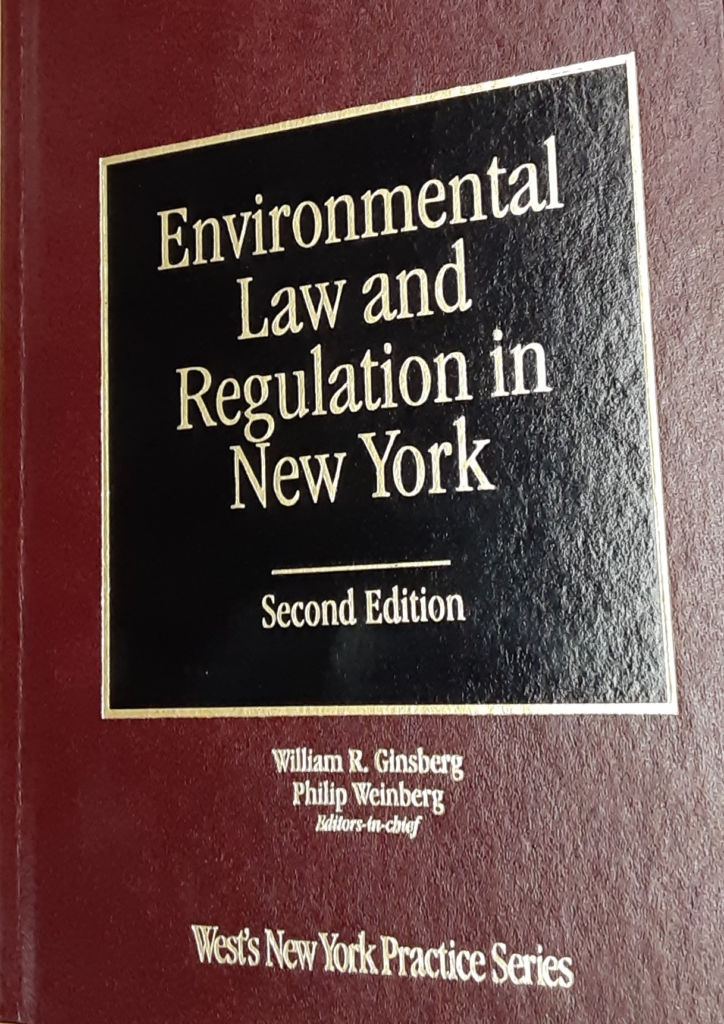 Environmental
Law and
Regulation in
New York
Second Edition
William R. Ginsberg
Philip Weinberg
Editors-in-chief
West's New York Practice Series